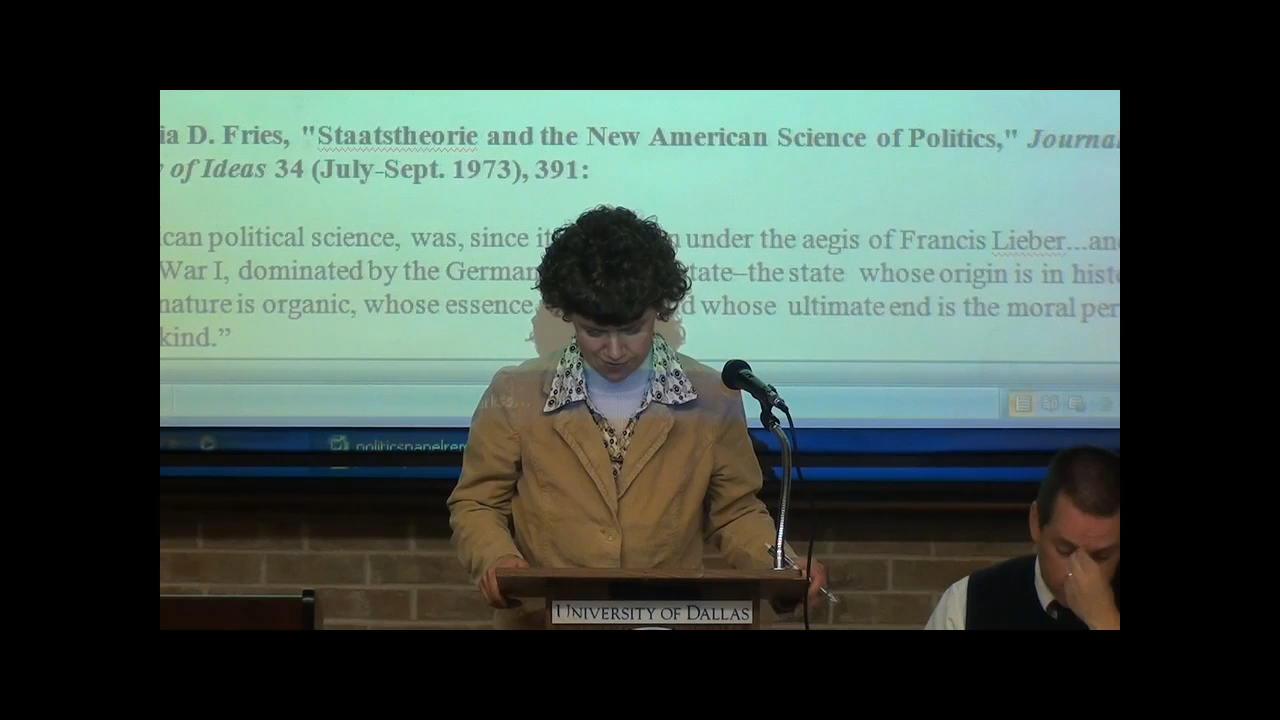 ia D. Fries, "Staatstheorie and the New American Science of Politics," Journal
of Ideas 34 (July-Sept. 1973), 391:
ican political science, was, since under the aegis of Francis Lieber...an
War I, dominated by the German state–the state whose origin is in hist
nature is organic, whose essence d whose ultimate end is the moral per
kind.”
politicspanelrem
UNIVERSITY OF DALLAS